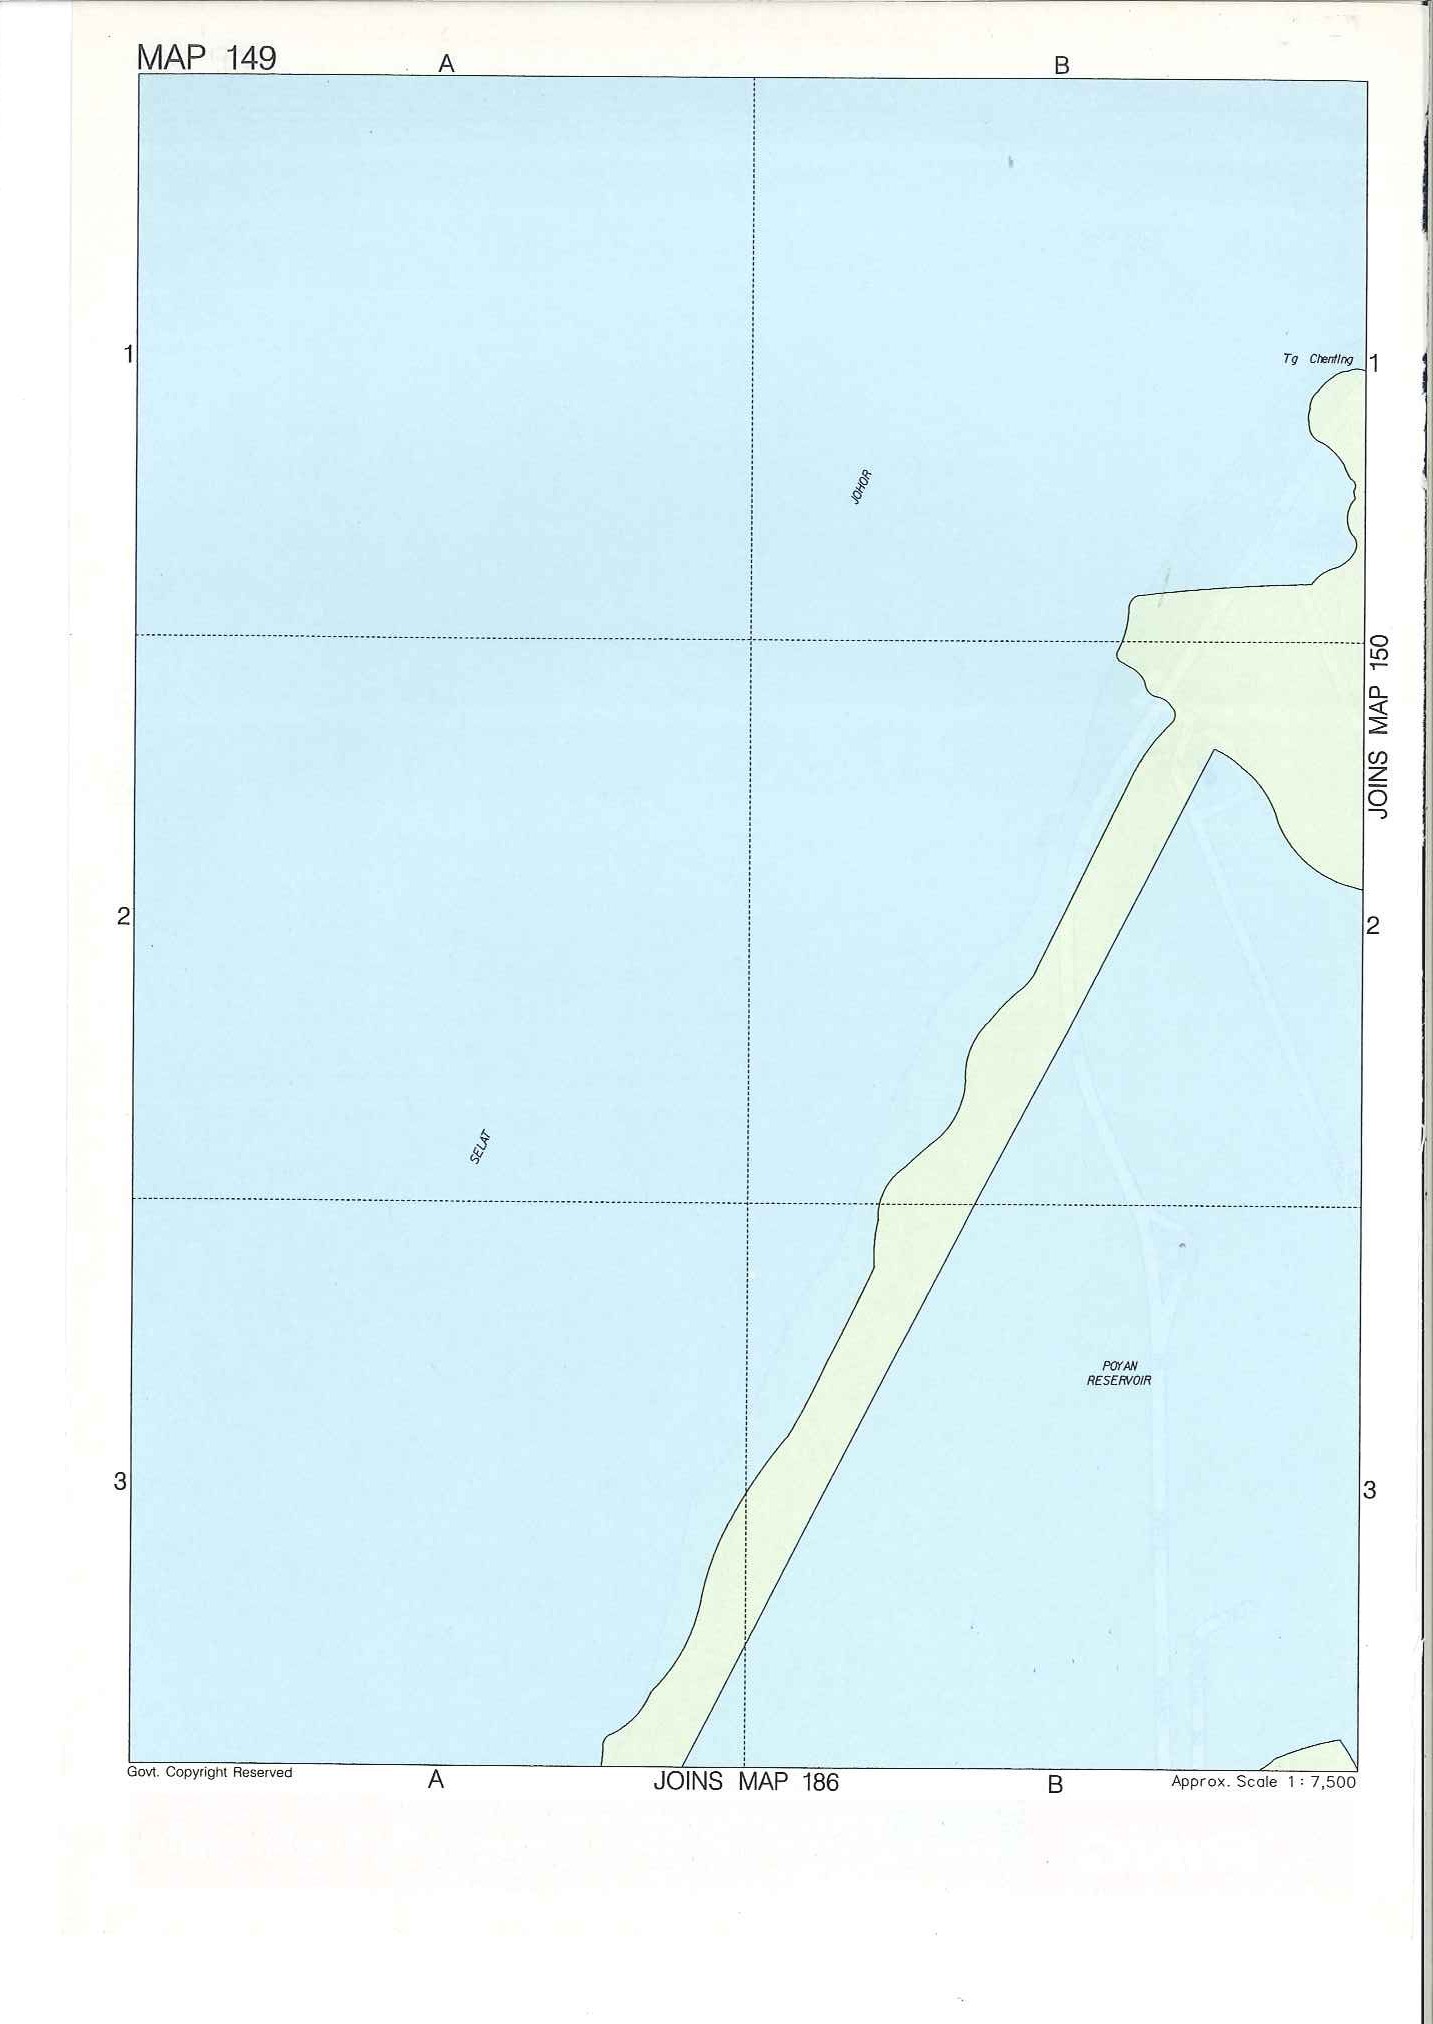 MAP 149
A
B
1
Tg Chenting
1
JOHOR
JOINS MAP 150
2
2
SELAT
POYAN
RESERVOIR
3
3
Govt. Copyright Reserved
A
JOINS MAP 186
B
Approx. Scale 1 : 7,500